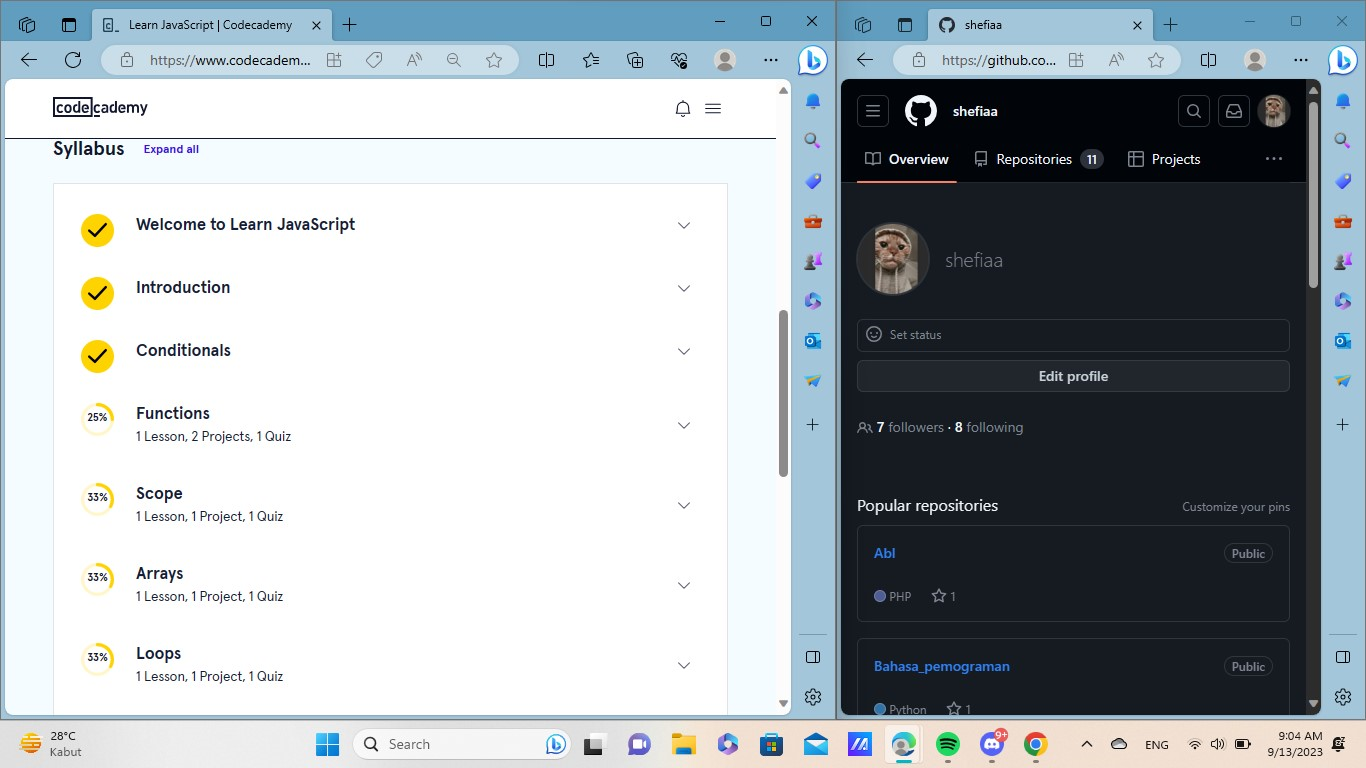 Learn JavaScript | Codecademy
https://www.codecadem...
codecademy
Syllabus Expand all
Welcome to Learn JavaScript
Introduction
Conditionals
25% Functions
1 Lesson, 2 Projects, 1 Quiz
33% Scope
1 Lesson, 1 Project, 1 Quiz
33% Arrays
1 Lesson, 1 Project, 1 Quiz
33% Loops
1 Lesson, 1 Project, 1 Quiz
shefiaa
https://github.co...
shefiaa
Overview Repositories 11 Projects
shefiaa
Set status
Edit profile
7 followers · 8 following
Popular repositories Customize your pins
Abl Public
PHP 1
Bahasa_pemograman Public
Python 1
28°C
Kabut
Search
9+
ENG
9:04 AM
9/13/2023